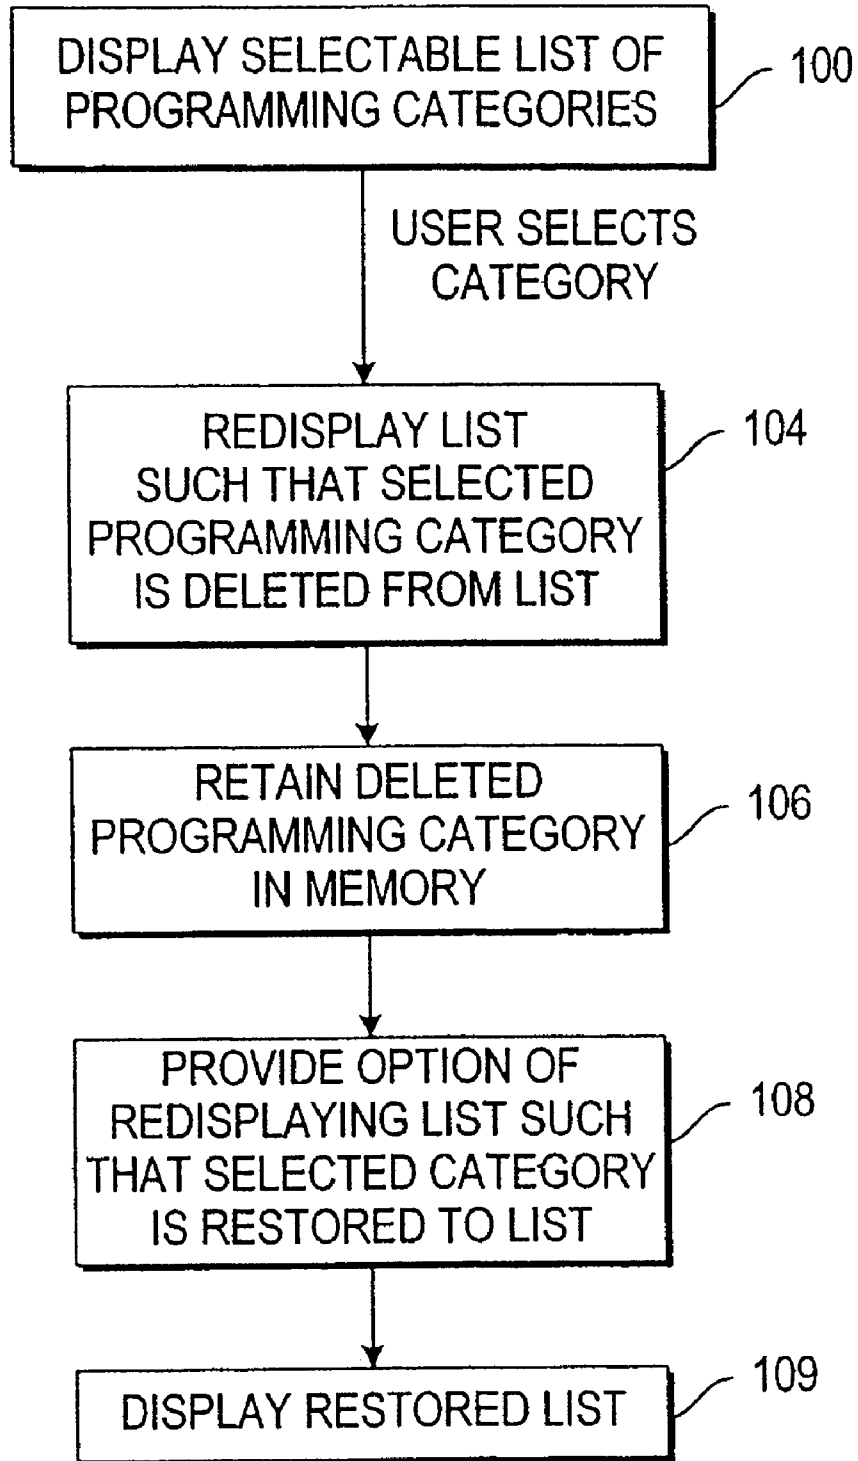 DISPLAY SELECTABLE LIST OF
PROGRAMMING CATEGORIES
100
USER SELECTS
CATEGORY
REDISPLAY LIST
SUCH THAT SELECTED
PROGRAMMING CATEGORY
IS DELETED FROM LIST
104
RETAIN DELETED
PROGRAMMING CATEGORY
IN MEMORY
106
PROVIDE OPTION OF
REDISPLAYING LIST SUCH
THAT SELECTED CATEGORY
IS RESTORED TO LIST
108
DISPLAY RESTORED LIST
109